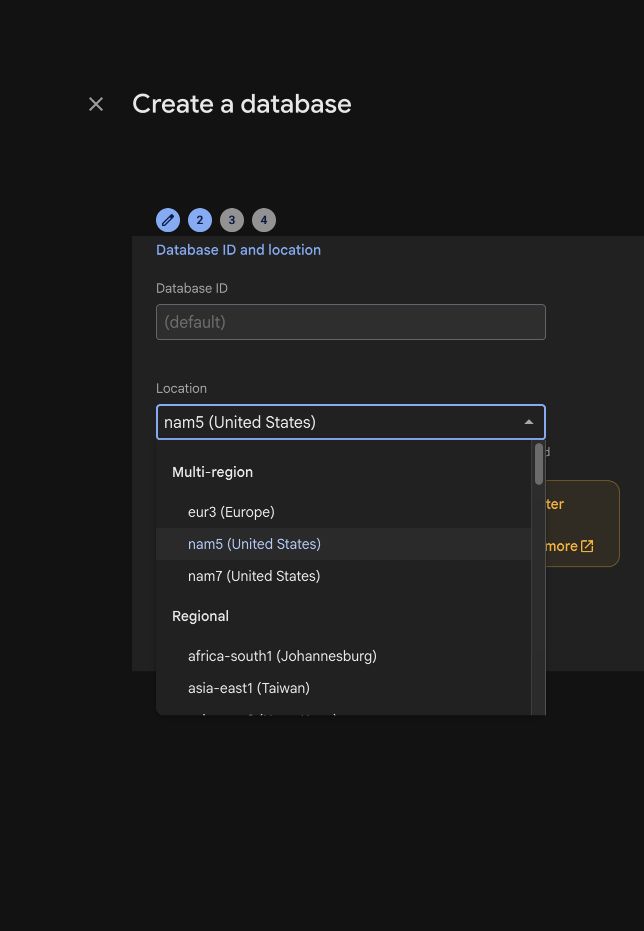 Create a database
2
3
4
Database ID and location
Database ID
(default)
Location
nam5 (United States)
Multi-region
more
eur3 (Europe)
nam5 (United States)
nam7 (United States)
Regional
africa-south1 (Johannesburg)
asia-east1 (Taiwan)